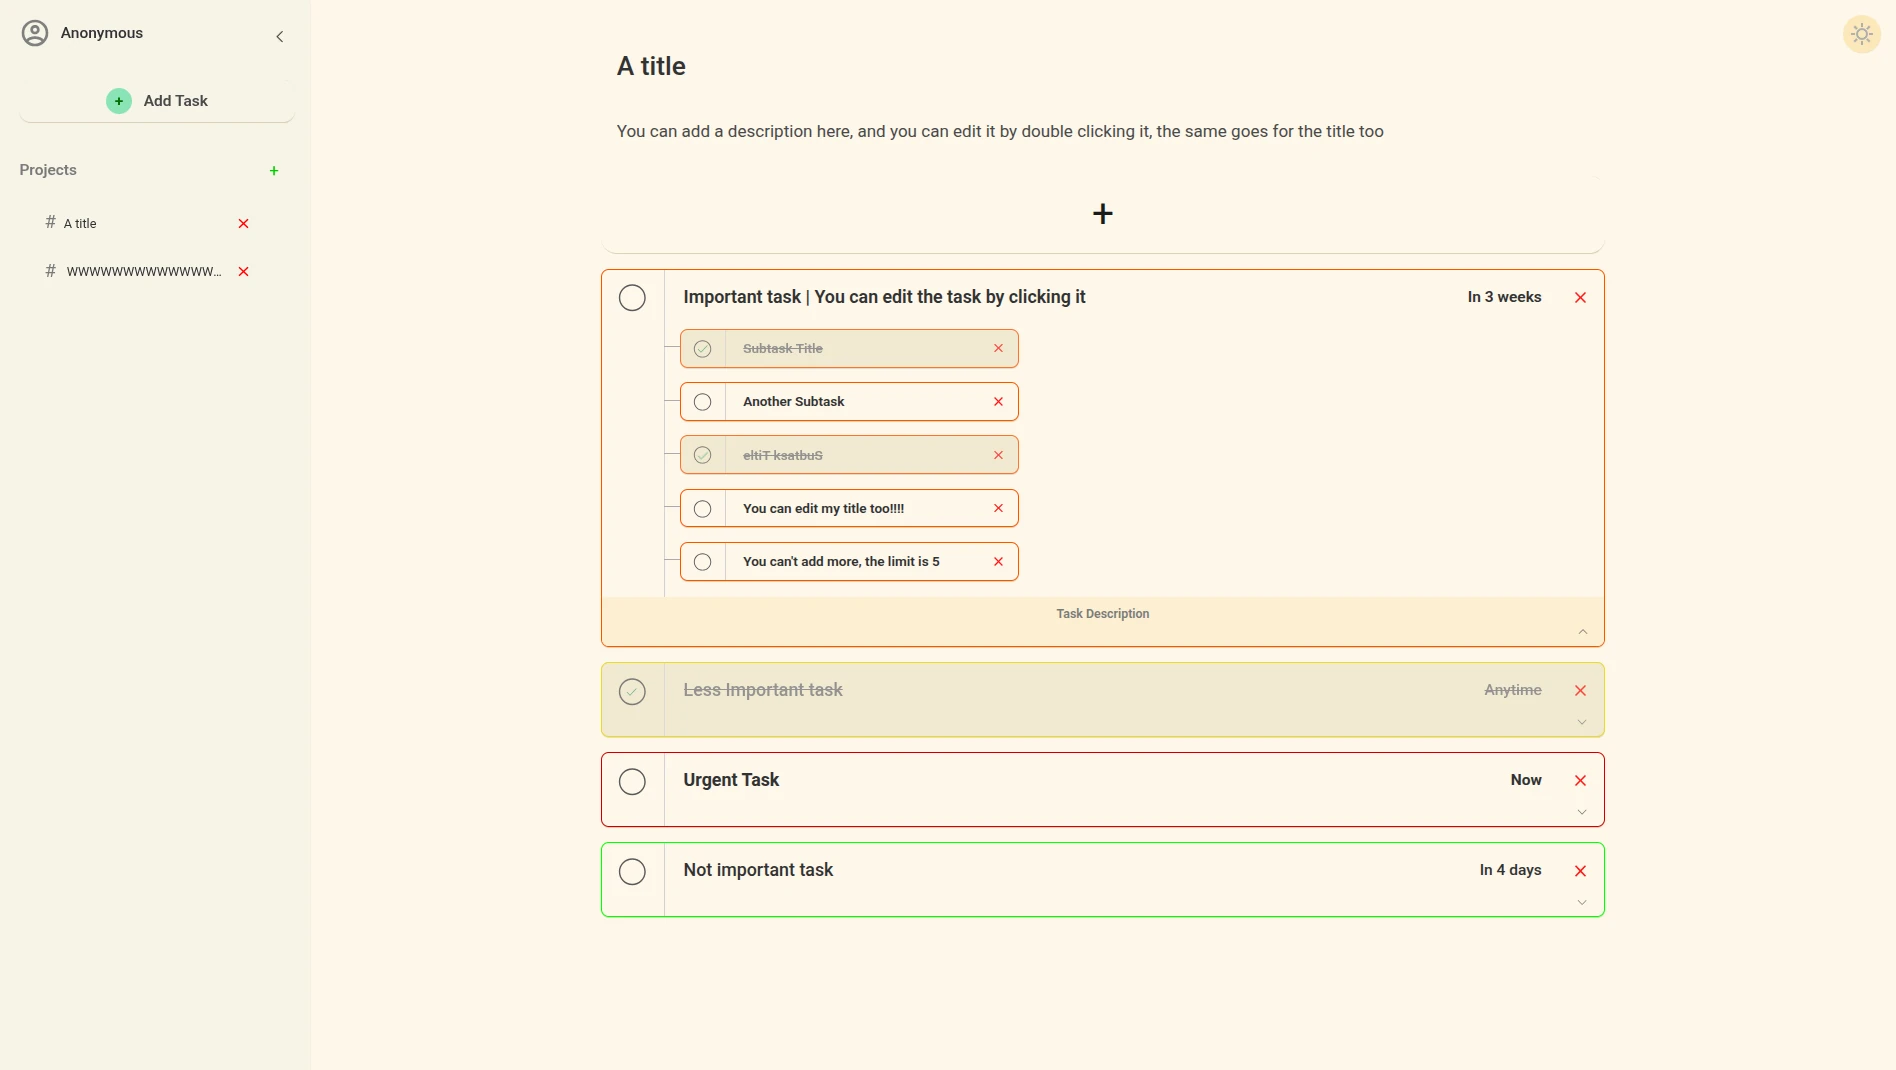 Anonymous
Add Task
Projects
# A title
# WWWWWWWWWWWWW...
A title
You can add a description here, and you can edit it by double clicking it, the same goes for the title too
Important task | You can edit the task by clicking it
In 3 weeks
Subtask Title
Another Subtask
eltiT ksatbuS
You can edit my title too!!!!
You can't add more, the limit is 5
Task Description
Less Important task
Anytime
Urgent Task
Now
Not important task
In 4 days